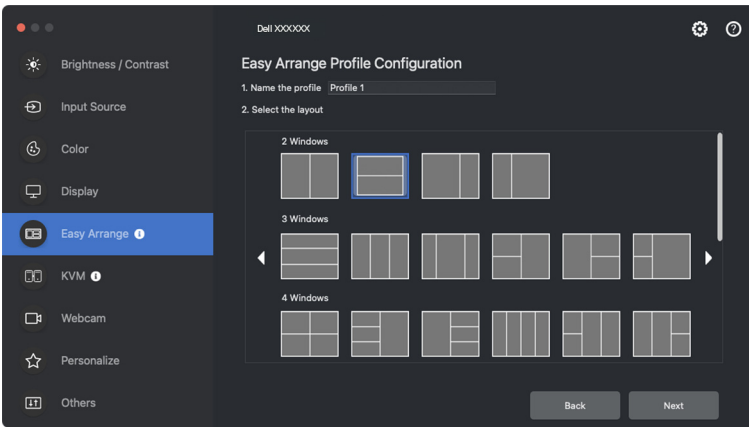 Dell XXXXXX
Brightness / Contrast
Input Source
Color
Display
Easy Arrange
KVM
Webcam
Personalize
Others
Easy Arrange Profile Configuration
1. Name the profile Profile 1
2. Select the layout
2 Windows
3 Windows
4 Windows
Back Next